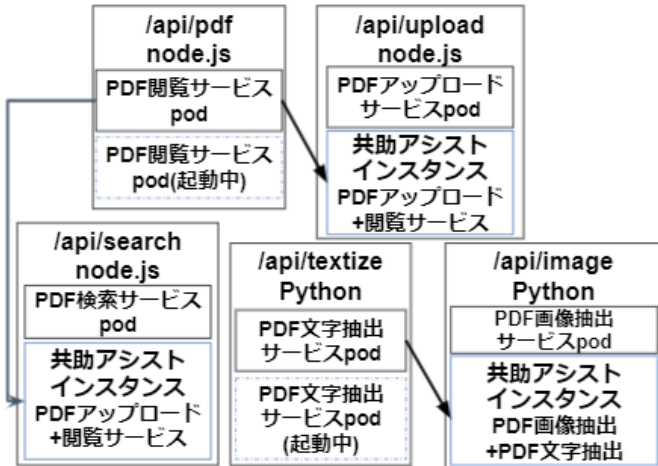 /api/pdf
node.js
PDF閲覧サービス
pod
PDF閲覧サービス
pod(起動中)
/api/upload
node.js
PDFアップロード
サービスpod
共助アシスト
インスタンス
PDFアップロード
+閲覧サービス
/api/search
node.js
PDF検索サービス
pod
共助アシスト
インスタンス
PDFアップロード
+閲覧サービス
/api/textize
Python
PDF文字抽出
サービスpod
PDF文字抽出
サービスpod
(起動中)
/api/image
Python
PDF画像抽出
サービスpod
共助アシスト
インスタンス
PDF画像抽出
+PDF文字抽出